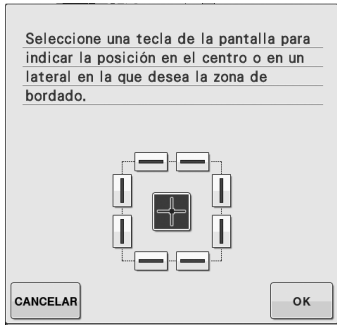 Seleccione una tecla de la pantalla para
indicar la posición en el centro o en un
lateral en la que desea la zona de
bordado.
CANCELAR
OK